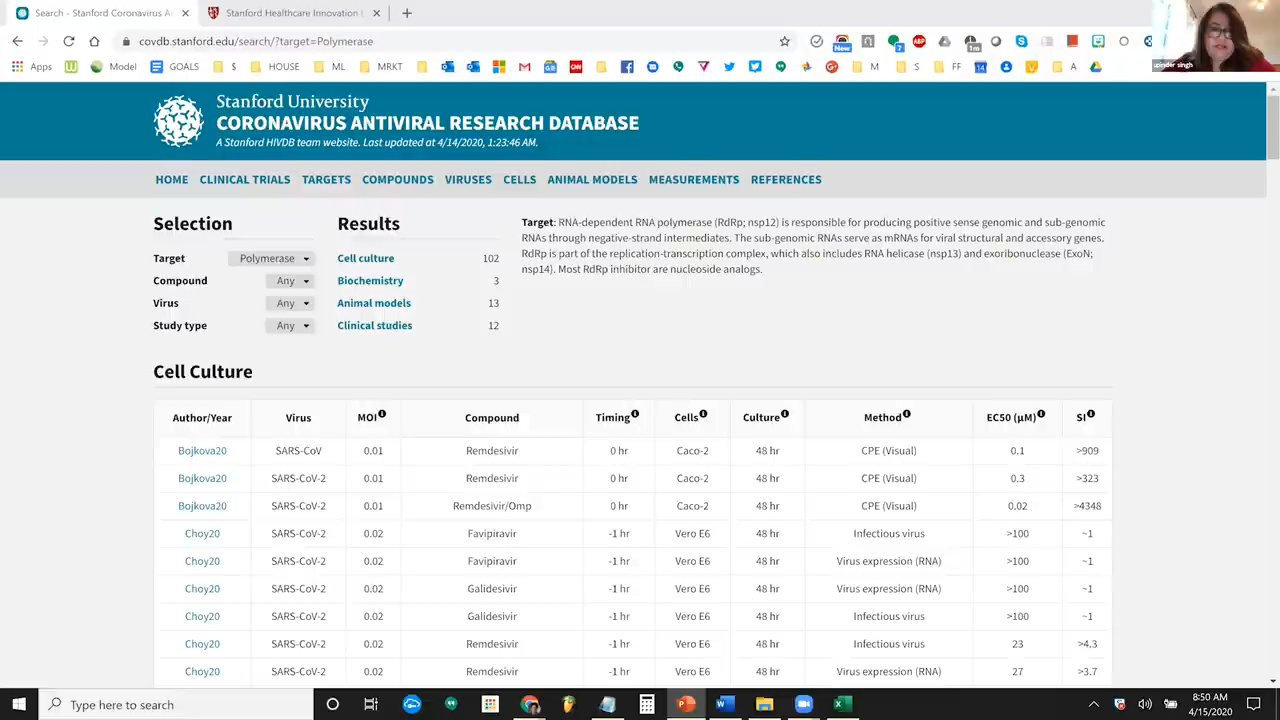 Search - Stanford Coronavirus A
Stanford Healthcare Innovation
covdb.stanford.edu/search/?target=Polymerase
New
7
ABP
1m
Apps
Model
GOALS
$
HOUSE
ML
MRKT
M
S
FF
14
A
upinder singh
Stanford University
CORONAVIRUS ANTIVIRAL RESEARCH DATABASE
A Stanford HIVDB team website. Last updated at 4/14/2020, 1:23:46 AM.
HOME CLINICAL TRIALS TARGETS COMPOUNDS VIRUSES CELLS ANIMAL MODELS MEASUREMENTS REFERENCES
Selection
Target Polymerase
Compound Any
Virus Any
Study type Any
Results
Cell culture 102
Biochemistry 3
Animal models 13
Clinical studies 12
Target: RNA-dependent RNA polymerase (RdRp; nsp12) is responsible for producing positive sense genomic and sub-genomic
RNAs through negative-strand intermediates. The sub-genomic RNAs serve as mRNAs for viral structural and accessory genes.
RdRp is part of the replication-transcription complex, which also includes RNA helicase (nsp13) and exoribonuclease (ExoN;
nsp14). Most RdRp inhibitor are nucleoside analogs.
Cell Culture
Author/Year Virus MOI Compound Timing Cells Culture Method EC50 (μM) SI
Bojkova20 SARS-CoV 0.01 Remdesivir 0 hr Caco-2 48 hr CPE (Visual) 0.1 >909
Bojkova20 SARS-CoV-2 0.01 Remdesivir 0 hr Caco-2 48 hr CPE (Visual) 0.3 >323
Bojkova20 SARS-CoV-2 0.01 Remdesivir/Omp 0 hr Caco-2 48 hr CPE (Visual) 0.02 >4348
Choy20 SARS-CoV-2 0.02 Favipiravir -1 hr Vero E6 48 hr Infectious virus >100 ~1
Choy20 SARS-CoV-2 0.02 Favipiravir -1 hr Vero E6 48 hr Virus expression (RNA) >100 ~1
Choy20 SARS-CoV-2 0.02 Galidesivir -1 hr Vero E6 48 hr Virus expression (RNA) >100 ~1
Choy20 SARS-CoV-2 0.02 Galidesivir -1 hr Vero E6 48 hr Infectious virus >100 ~1
Choy20 SARS-CoV-2 0.02 Remdesivir -1 hr Vero E6 48 hr Infectious virus 23 >4.3
Choy20 SARS-CoV-2 0.02 Remdesivir -1 hr Vero E6 48 hr Virus expression (RNA) 27 >3.7
Type here to search
8:50 AM
4/15/2020